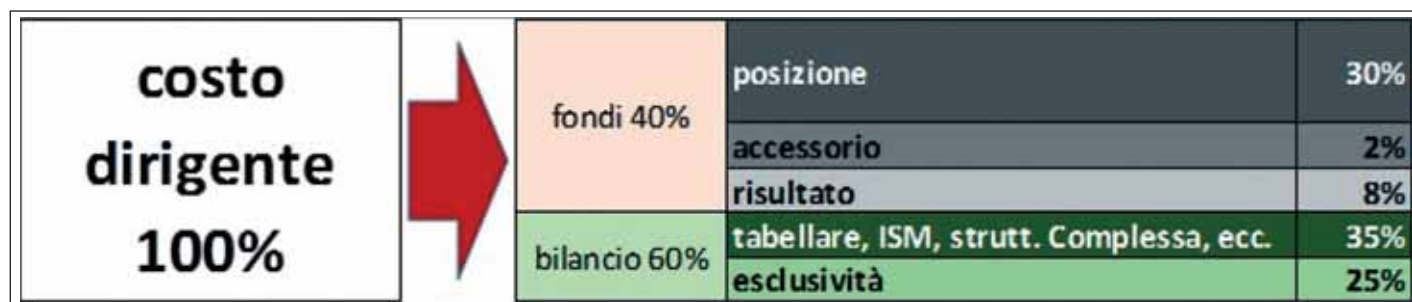 costo
dirigente
100%
fondi 40%
posizione 30%
accessorio 2%
risultato 8%
bilancio 60%
tabellare, ISM, strutt. Complessa, ecc. 35%
esclusività 25%